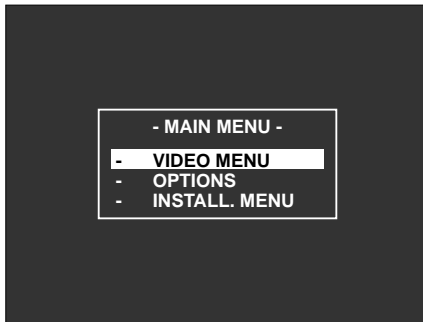 - MAIN MENU -
- VIDEO MENU
- OPTIONS
- INSTALL. MENU